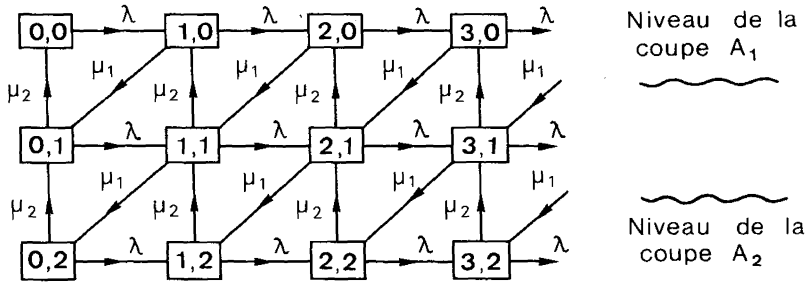 0,0 λ 1,0 λ 2,0 λ 3,0 λ
μ₂ μ₁ μ₂ μ₁ μ₂ μ₁ μ₂ μ₁
0,1 λ 1,1 λ 2,1 λ 3,1 λ
μ₂ μ₁ μ₂ μ₁ μ₂ μ₁ μ₂ μ₁
0,2 λ 1,2 λ 2,2 λ 3,2 λ
Niveau de la
coupe A₁
Niveau de la
coupe A₂